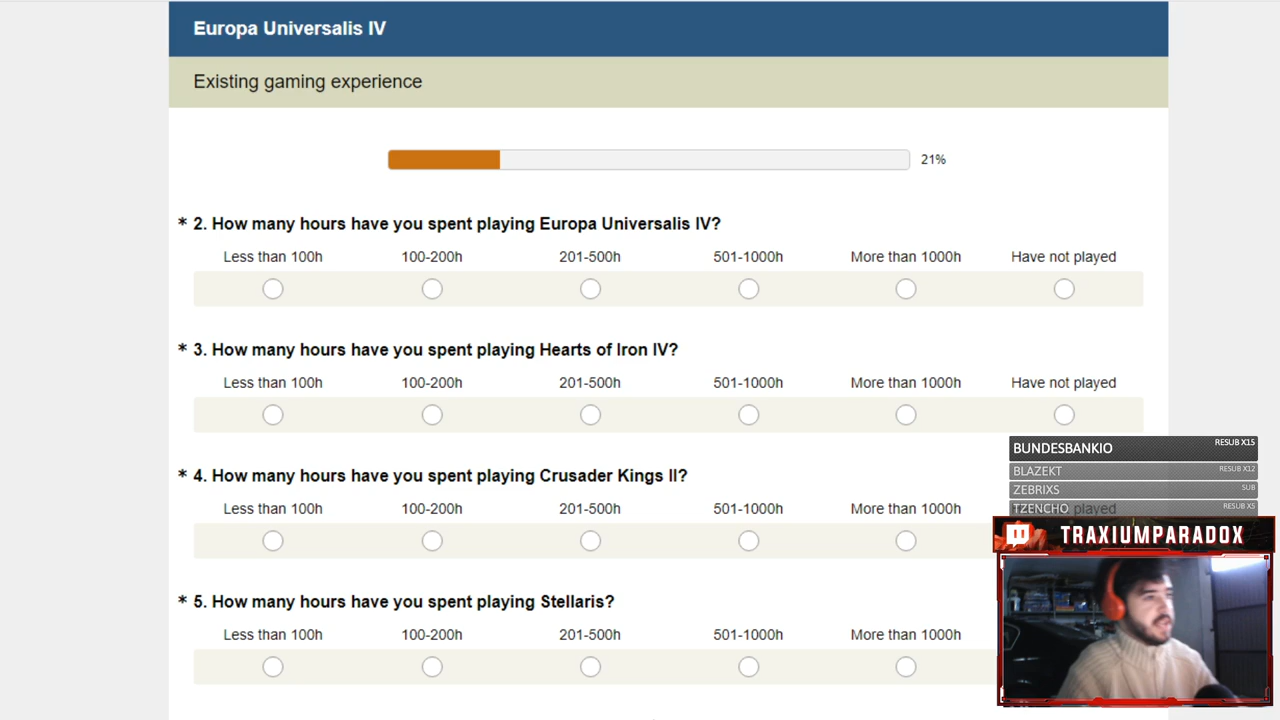 Europa Universalis IV
Existing gaming experience
21%
* 2. How many hours have you spent playing Europa Universalis IV?
Less than 100h 100-200h 201-500h 501-1000h More than 1000h Have not played
* 3. How many hours have you spent playing Hearts of Iron IV?
Less than 100h 100-200h 201-500h 501-1000h More than 1000h Have not played
BUNDESBANKIO RESUB X15
BLAZEKT RESUB X12
* 4. How many hours have you spent playing Crusader Kings II?
ZEBRIXS SUB
Less than 100h 100-200h 201-500h 501-1000h More than 1000h played
TZENCHO RESUB X5
TRAXIUMPARADOX
* 5. How many hours have you spent playing Stellaris?
Less than 100h 100-200h 201-500h 501-1000h More than 1000h